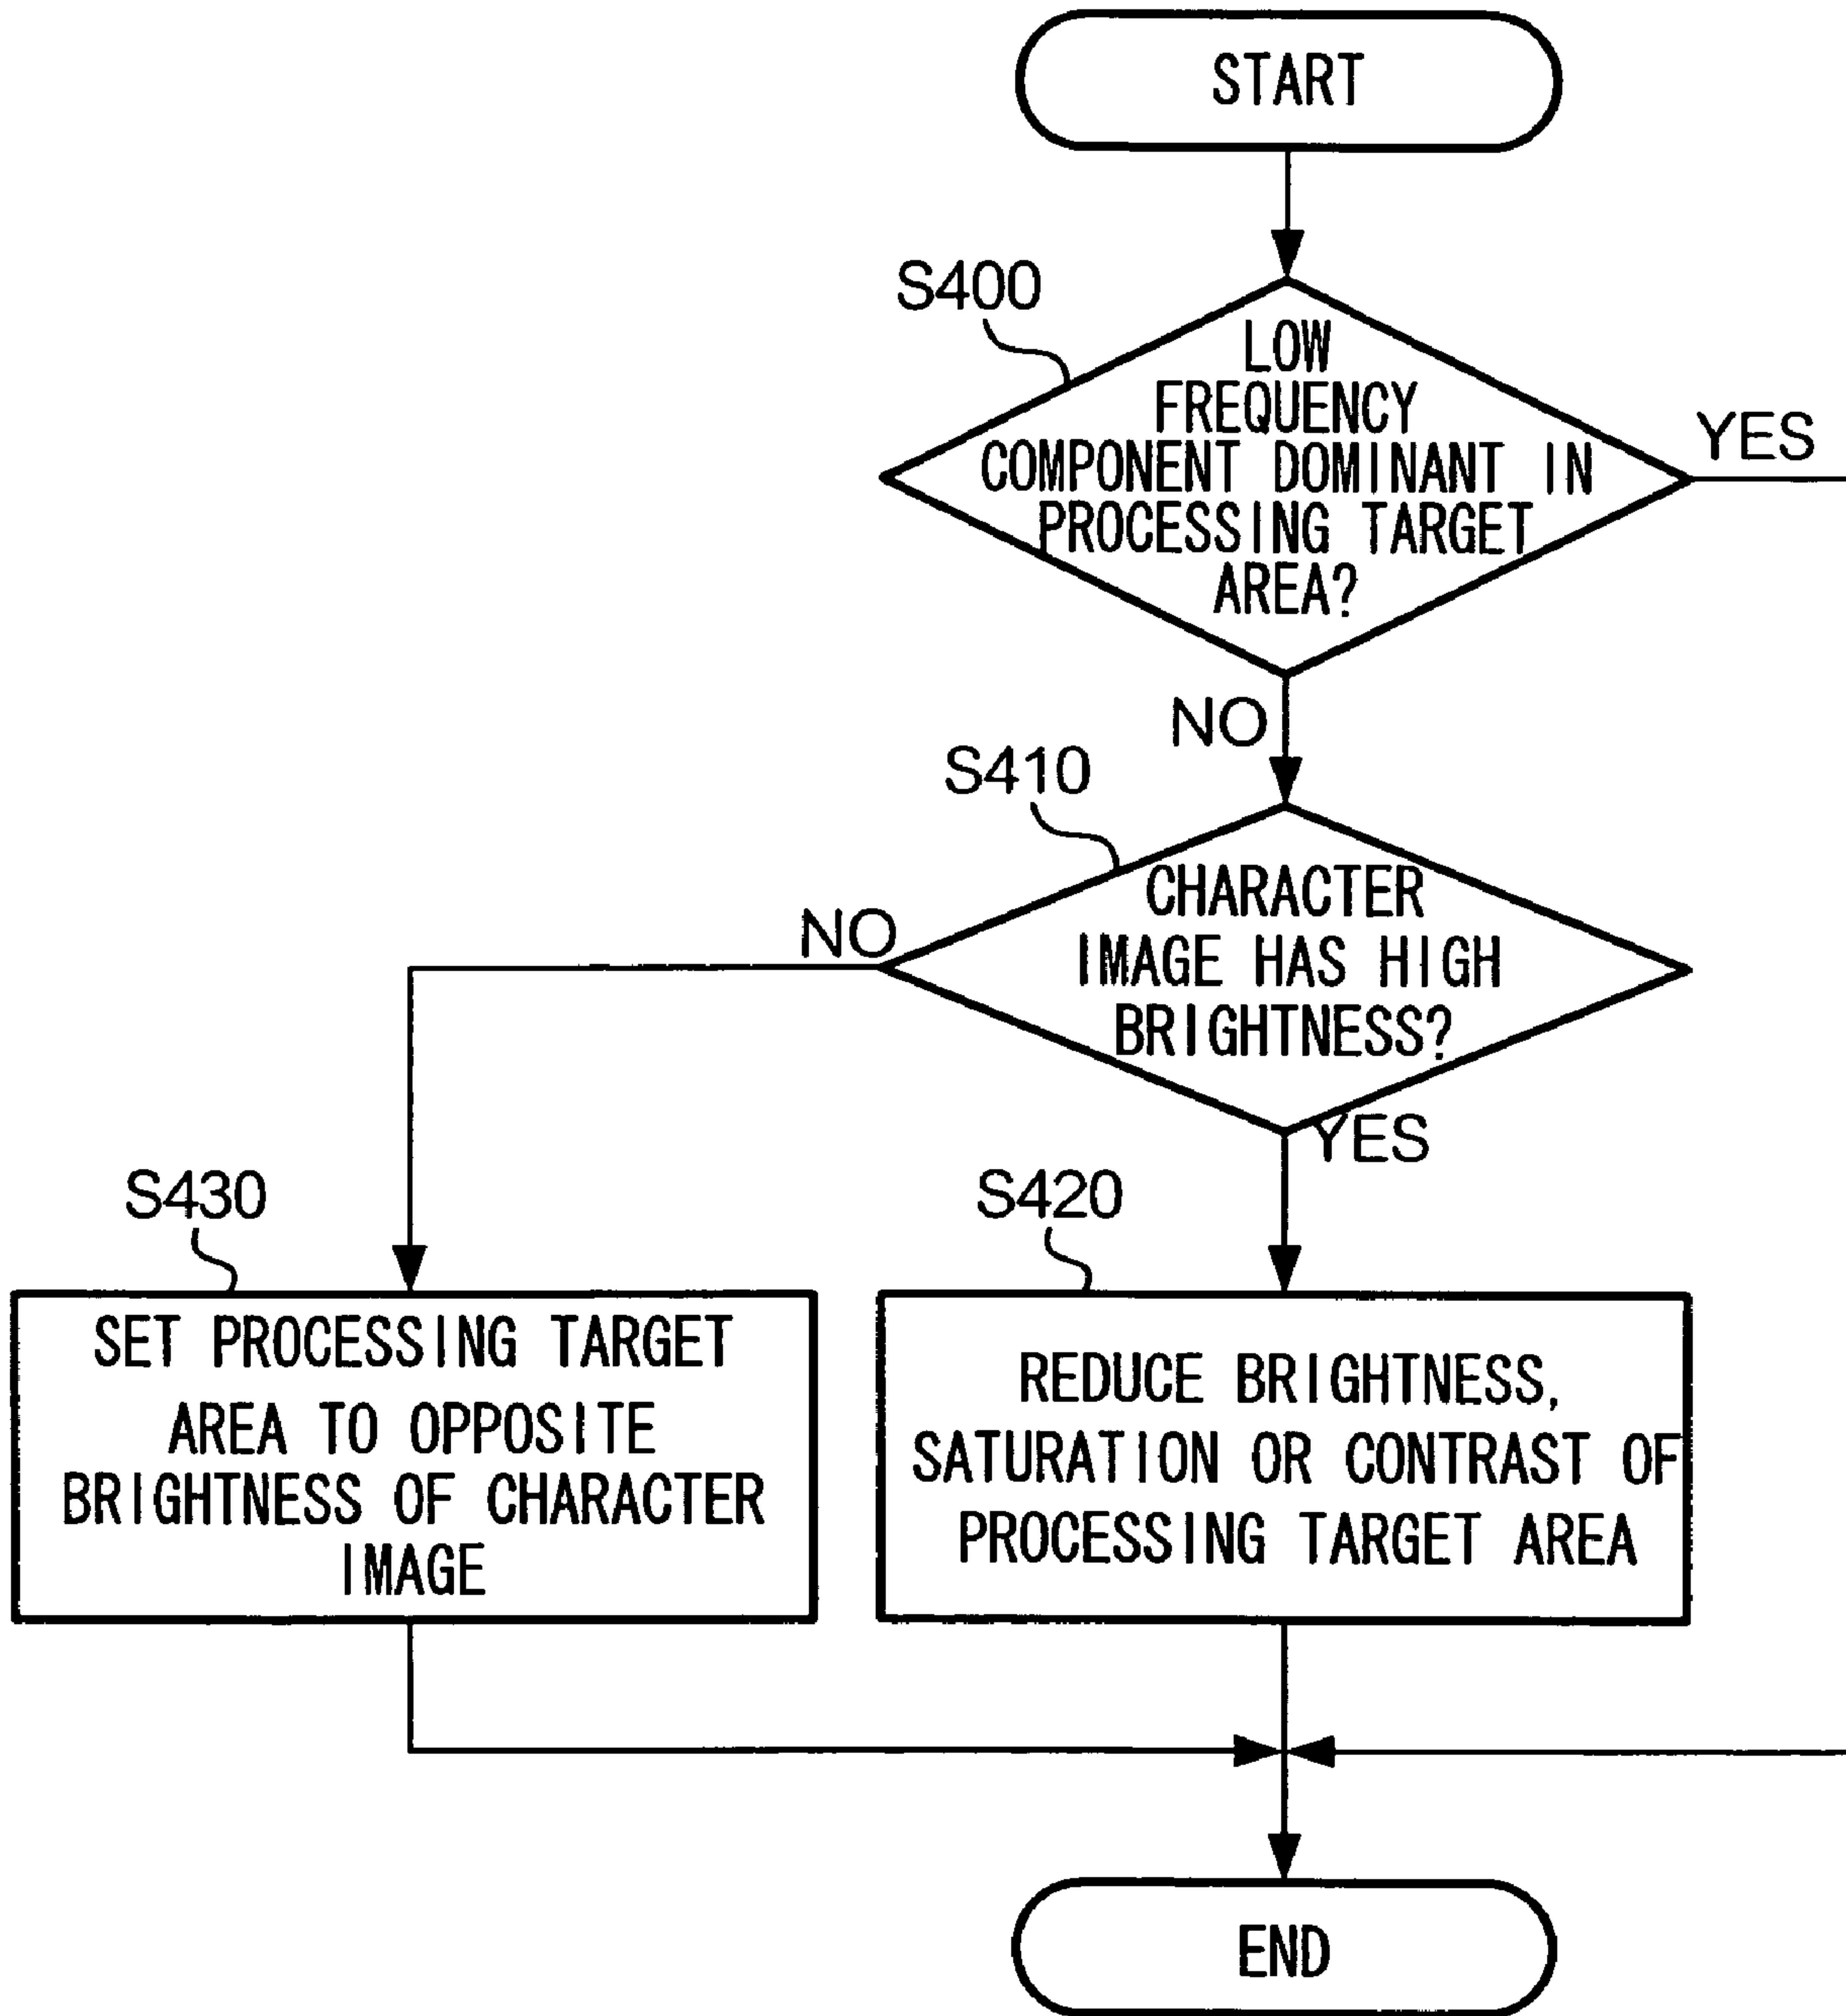 START
S400
LOW
FREQUENCY
COMPONENT DOMINANT IN
PROCESSING TARGET
AREA?
YES
NO
S410
CHARACTER
IMAGE HAS HIGH
BRIGHTNESS?
NO
YES
S430
SET PROCESSING TARGET
AREA TO OPPOSITE
BRIGHTNESS OF CHARACTER
IMAGE
S420
REDUCE BRIGHTNESS,
SATURATION OR CONTRAST OF
PROCESSING TARGET AREA
END